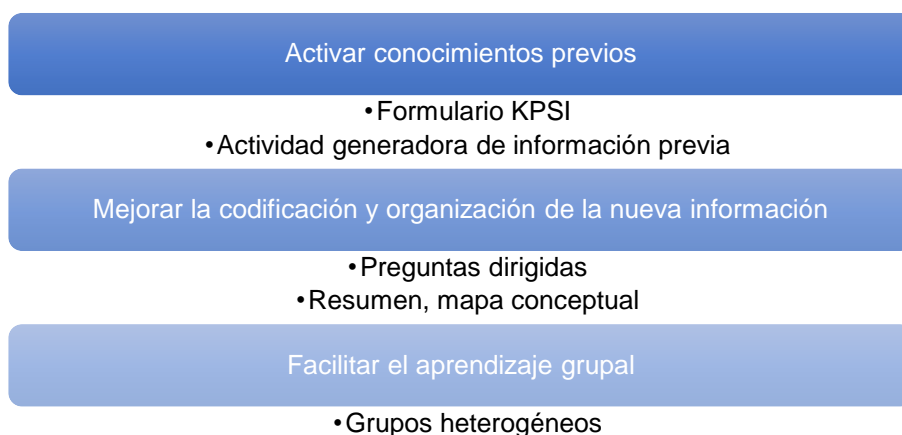 Activar conocimientos previos
•Formulario KPSI
•Actividad generadora de información previa
Mejorar la codificación y organización de la nueva información
•Preguntas dirigidas
•Resumen, mapa conceptual
Facilitar el aprendizaje grupal
•Grupos heterogéneos